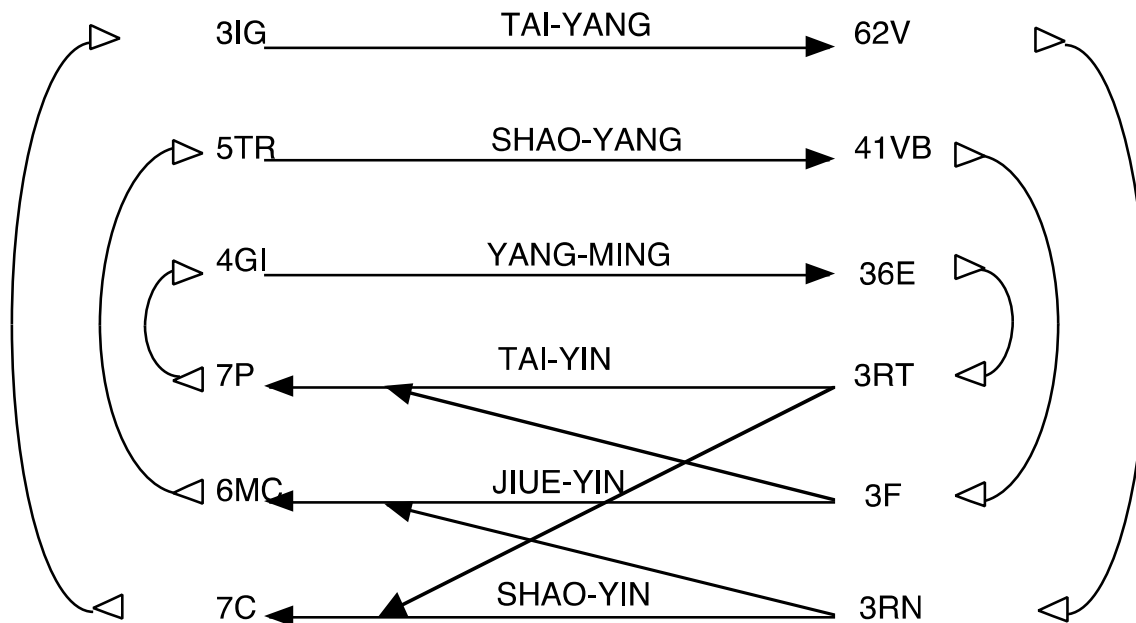 3IG TAI-YANG 62V
5TR SHAO-YANG 41VB
4GI YANG-MING 36E
7P TAI-YIN 3RT
6MC JIUE-YIN 3F
7C SHAO-YIN 3RN